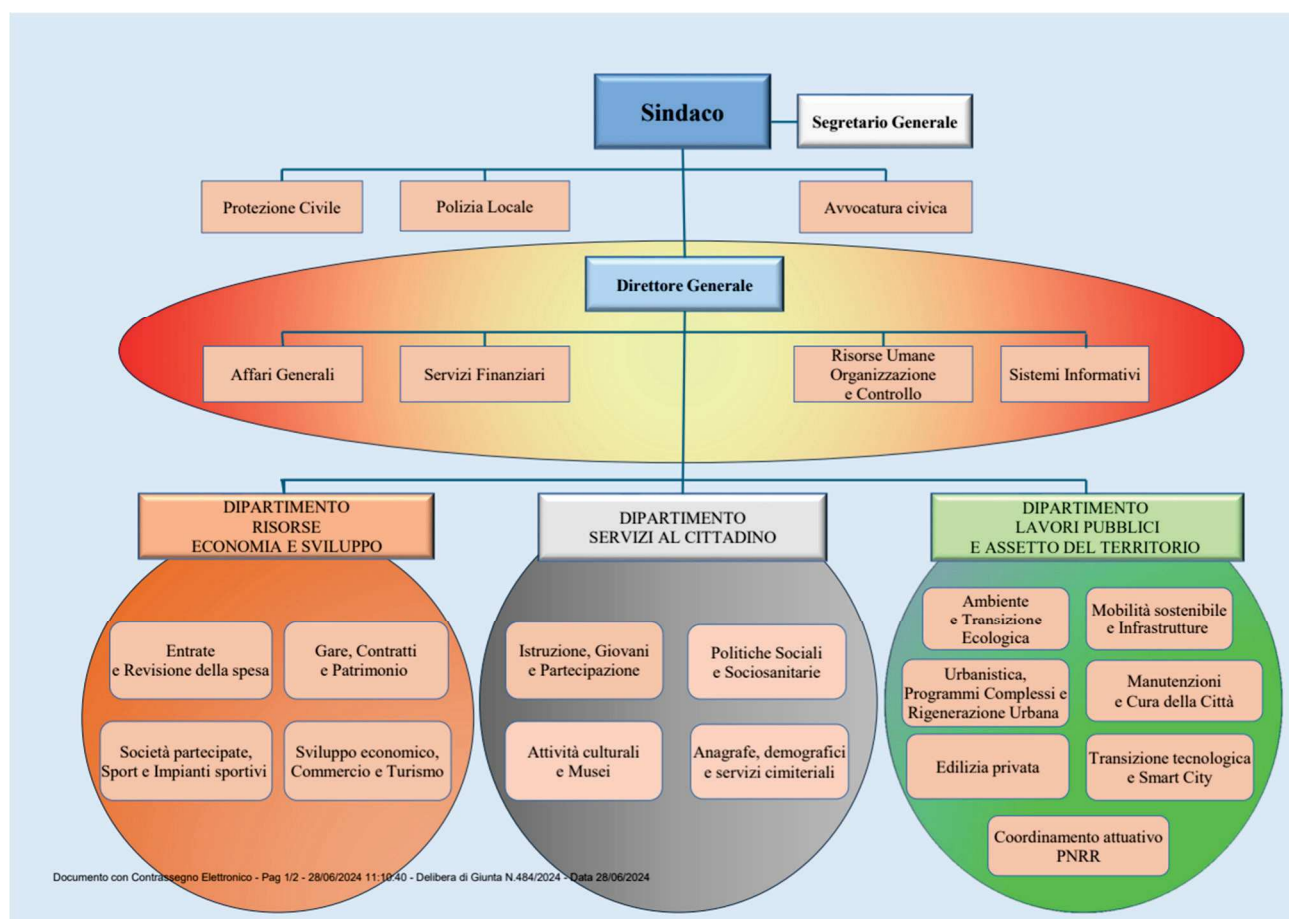 Sindaco
Segretario Generale
Protezione Civile
Polizia Locale
Avvocatura civica
Direttore Generale
Affari Generali
Servizi Finanziari
Risorse Umane
Organizzazione
e Controllo
Sistemi Informativi
DIPARTIMENTO
RISORSE
ECONOMIA E SVILUPPO
DIPARTIMENTO
SERVIZI AL CITTADINO
DIPARTIMENTO
LAVORI PUBBLICI
E ASSETTO DEL TERRITORIO
Entrate
e Revisione della spesa
Gare, Contratti
e Patrimonio
Società partecipate,
Sport e Impianti sportivi
Sviluppo economico,
Commercio e Turismo
Istruzione, Giovani
e Partecipazione
Politiche Sociali
e Sociosanitarie
Attività culturali
e Musei
Anagrafe, demografici
e servizi cimiteriali
Ambiente
e Transizione
Ecologica
Mobilità sostenibile
e Infrastrutture
Urbanistica,
Programmi Complessi e
Rigenerazione Urbana
Manutenzioni
e Cura della Città
Edilizia privata
Transizione tecnologica
e Smart City
Coordinamento attuativo
PNRR
Documento con Contrassegno Elettronico - Pag 1/2 - 28/06/2024 11:10:40 - Delibera di Giunta N.484/2024 - Data 28/06/2024